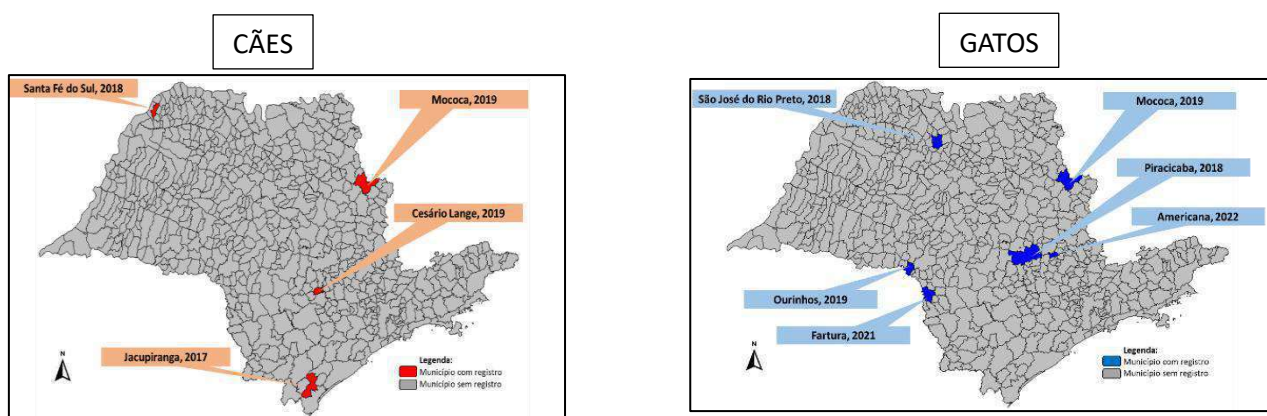 CÃES
Santa Fé do Sul, 2018
Mococa, 2019
Cesário Lange, 2019
Jacupiranga, 2017
N
Legenda:
Município com registro
Município sem registro
GATOS
São José do Rio Preto, 2018
Mococa, 2019
Piracicaba, 2018
Americana, 2022
Ourinhos, 2019
Fartura, 2021
N
Legenda:
Município com registro
Município sem registro